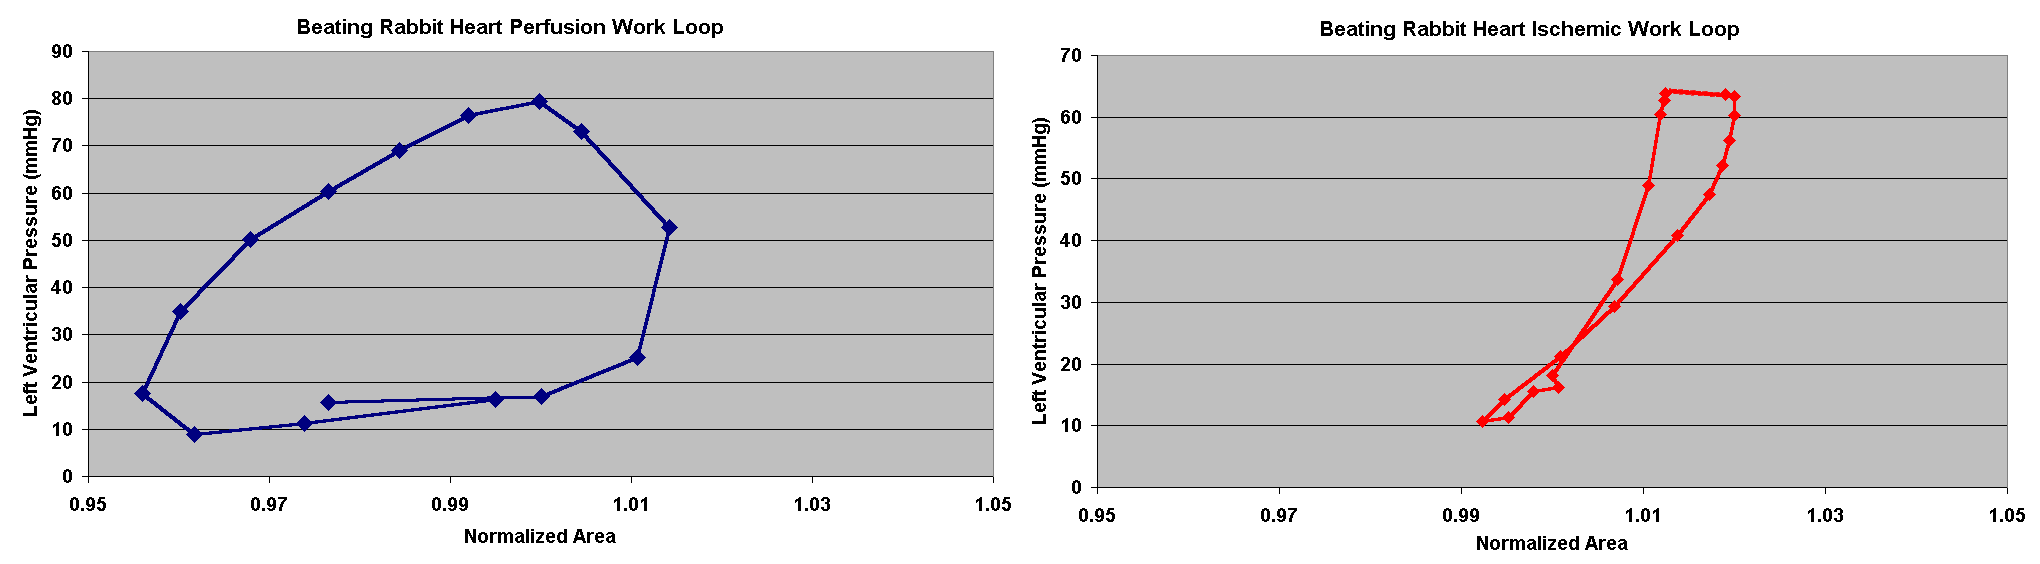 Beating Rabbit Heart Perfusion Work Loop
Left Ventricular Pressure (mmHg)
90
80
70
60
50
40
30
20
10
0
0.95 0.97 0.99 1.01 1.03 1.05
Normalized Area
Beating Rabbit Heart Ischemic Work Loop
Left Ventricular Pressure (mmHg)
70
60
50
40
30
20
10
0
0.95 0.97 0.99 1.01 1.03 1.05
Normalized Area